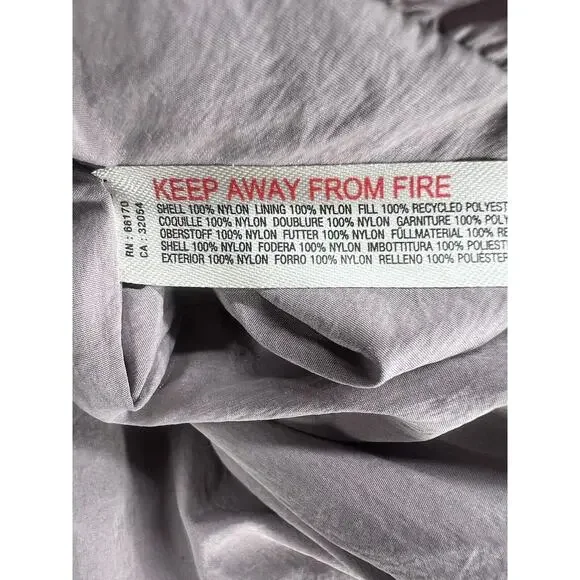 KEEP AWAY FROM FIRE
SHELL 100% NYLON LINING 100% NYLON FILL 100% RECYCLED POLYEST
COQUILLE 100% NYLON DOUBLURE 100% NYLON GARNITURE 100% POLY
OBERSTOFF 100% NYLON FUTTER 100% NYLON FÜLLMATERIAL 100% RE
SHELL 100% NYLON FODERA 100% NYLON IMBOTTITURA 100% POLIEST
EXTERIOR 100% NYLON FORRO 100% NYLON RELLENO 100% POLIÉSTER
RN : 66170
CA : 32054